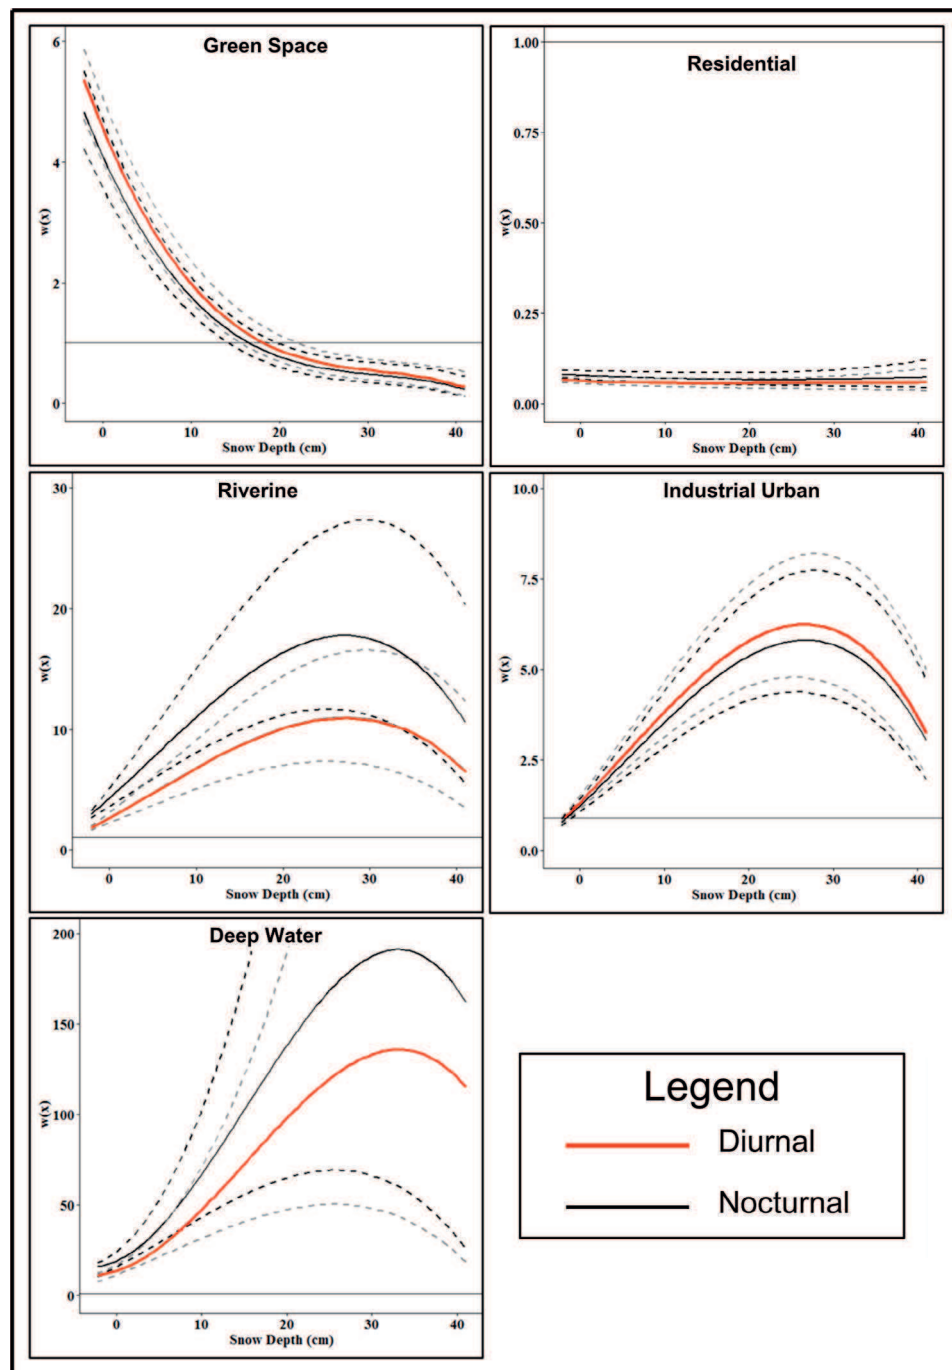 Green Space
6
4
2
0
w(x)
0 10 20 30 40
Snow Depth (cm)
Residential
1.00
0.75
0.50
0.25
0.00
w(x)
0 10 20 30 40
Snow Depth (cm)
Riverine
30
20
10
0
w(x)
0 10 20 30 40
Snow Depth (cm)
Industrial Urban
10.0
7.5
5.0
2.5
0.0
w(x)
0 10 20 30 40
Snow Depth (cm)
Deep Water
200
150
100
50
0
w(x)
0 10 20 30 40
Snow Depth (cm)
Legend
Diurnal
Nocturnal